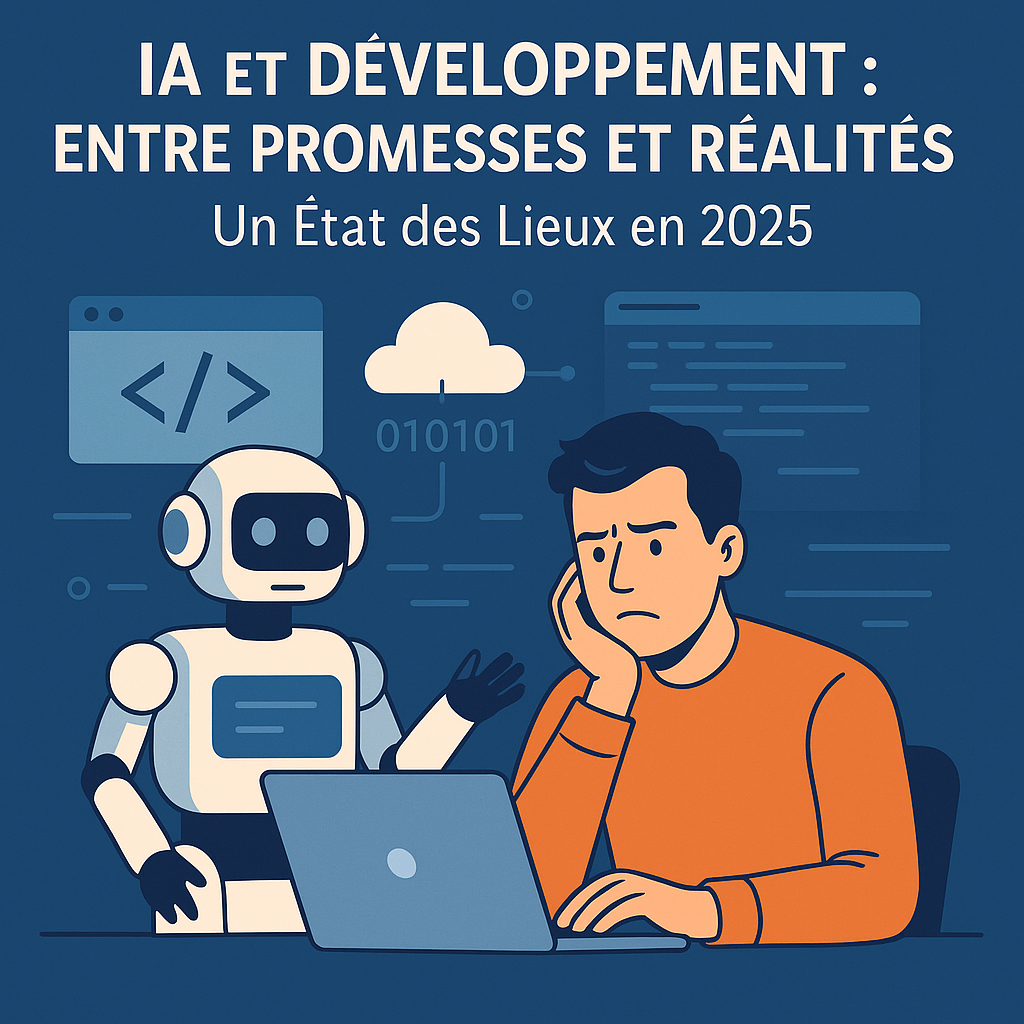 IA ET DÉVELOPPEMENT :
ENTRE PROMESSES ET RÉALITÉS
Un État des Lieux en 2025
</>
010101